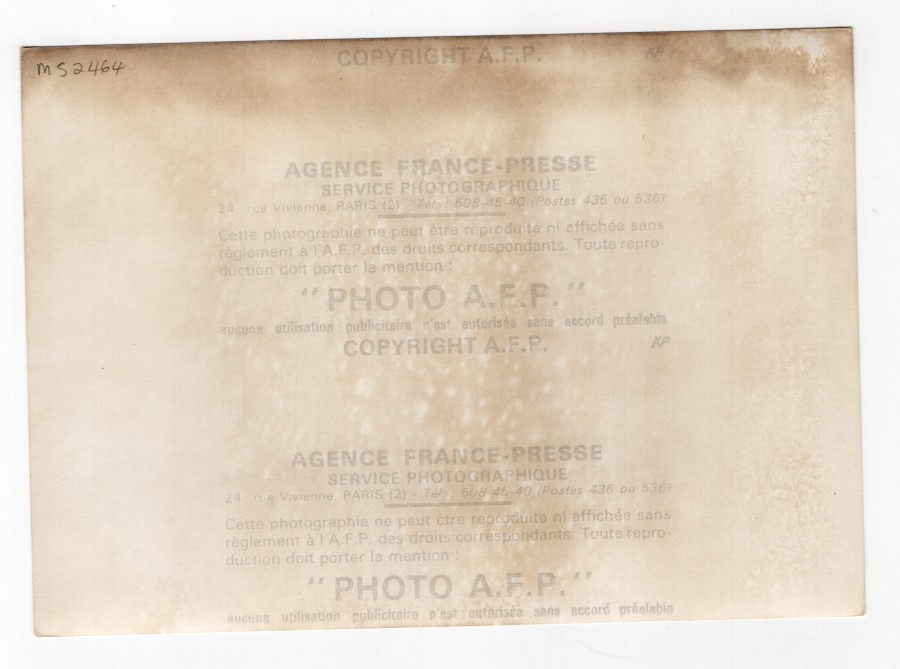 MS2464
COPYRIGHT A.F.P. KP
AGENCE FRANCE-PRESSE
SERVICE PHOTOGRAPHIQUE
24, rue Vivienne, PARIS (2) - Tél. : 508-45-40 (Postes 436 ou 536)
Cette photographie ne peut être reproduite ni affichée sans
règlement à l'A.F.P. des droits correspondants. Toute repro-
duction doit porter la mention :
"PHOTO A.F.P."
aucune utilisation publicitaire n'est autorisée sans accord préalable
COPYRIGHT A.F.P. KP
AGENCE FRANCE-PRESSE
SERVICE PHOTOGRAPHIQUE
24, rue Vivienne, PARIS (2) - Tél. : 508-45-40 (Postes 436 ou 536)
Cette photographie ne peut être reproduite ni affichée sans
règlement à l'A.F.P. des droits correspondants. Toute repro-
duction doit porter la mention :
"PHOTO A.F.P."
aucune utilisation publicitaire n'est autorisée sans accord préalable